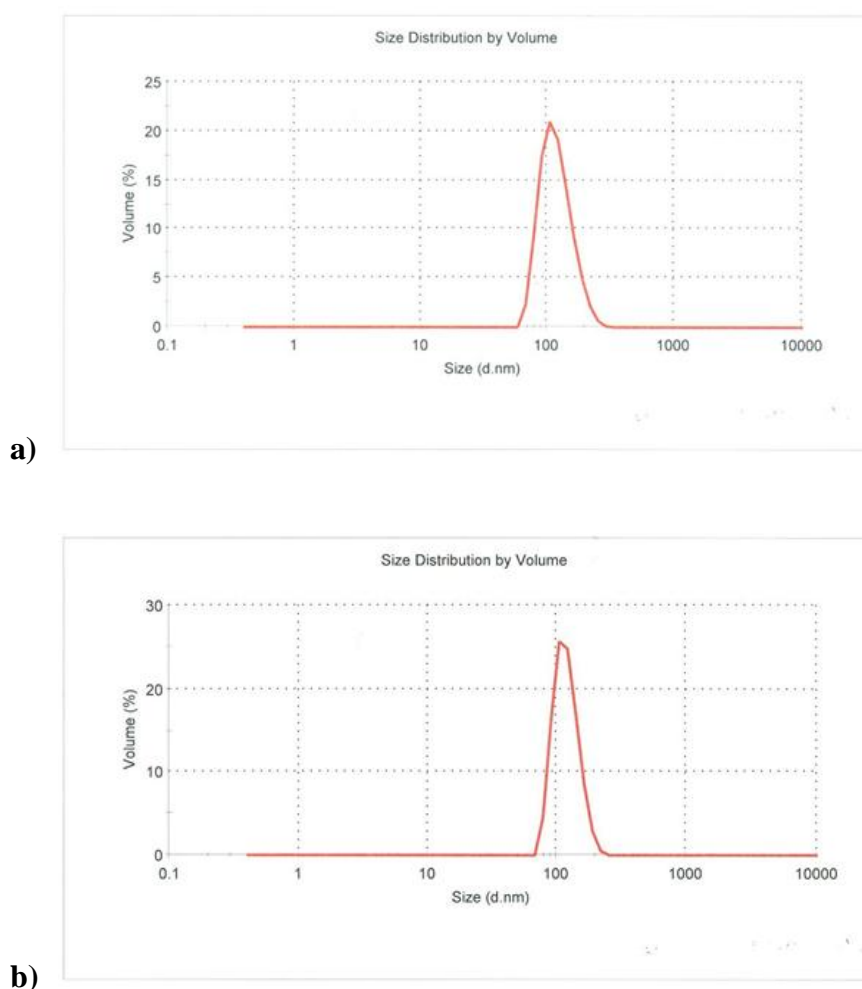 Size Distribution by Volume
25
20
15
10
5
0
Volume (%)
0.1 1 10 100 1000 10000
Size (d.nm)
a)
Size Distribution by Volume
30
20
10
0
Volume (%)
0.1 1 10 100 1000 10000
Size (d.nm)
b)